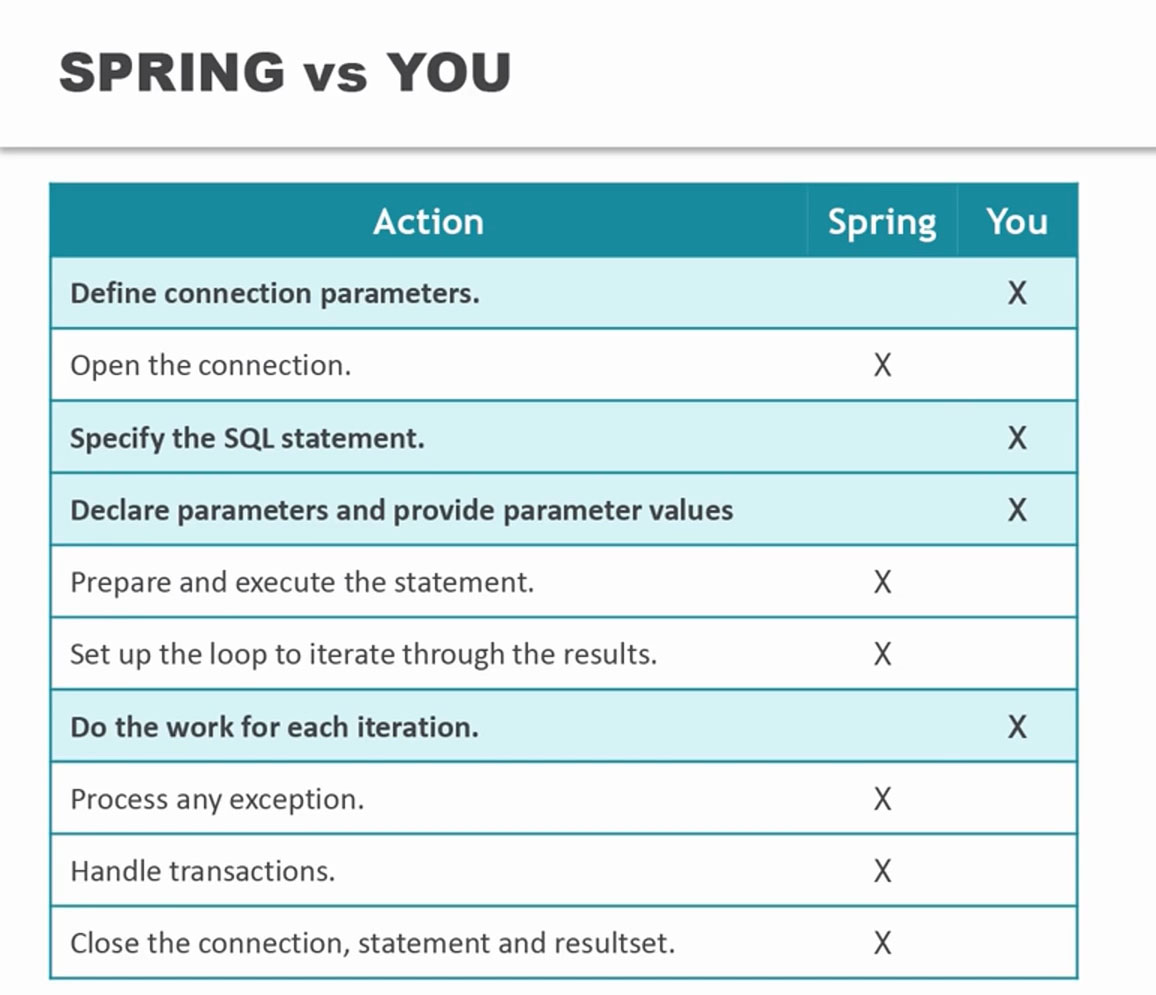 SPRING vs YOU
Action Spring You
Define connection parameters. X
Open the connection. X
Specify the SQL statement. X
Declare parameters and provide parameter values X
Prepare and execute the statement. X
Set up the loop to iterate through the results. X
Do the work for each iteration. X
Process any exception. X
Handle transactions. X
Close the connection, statement and resultset. X